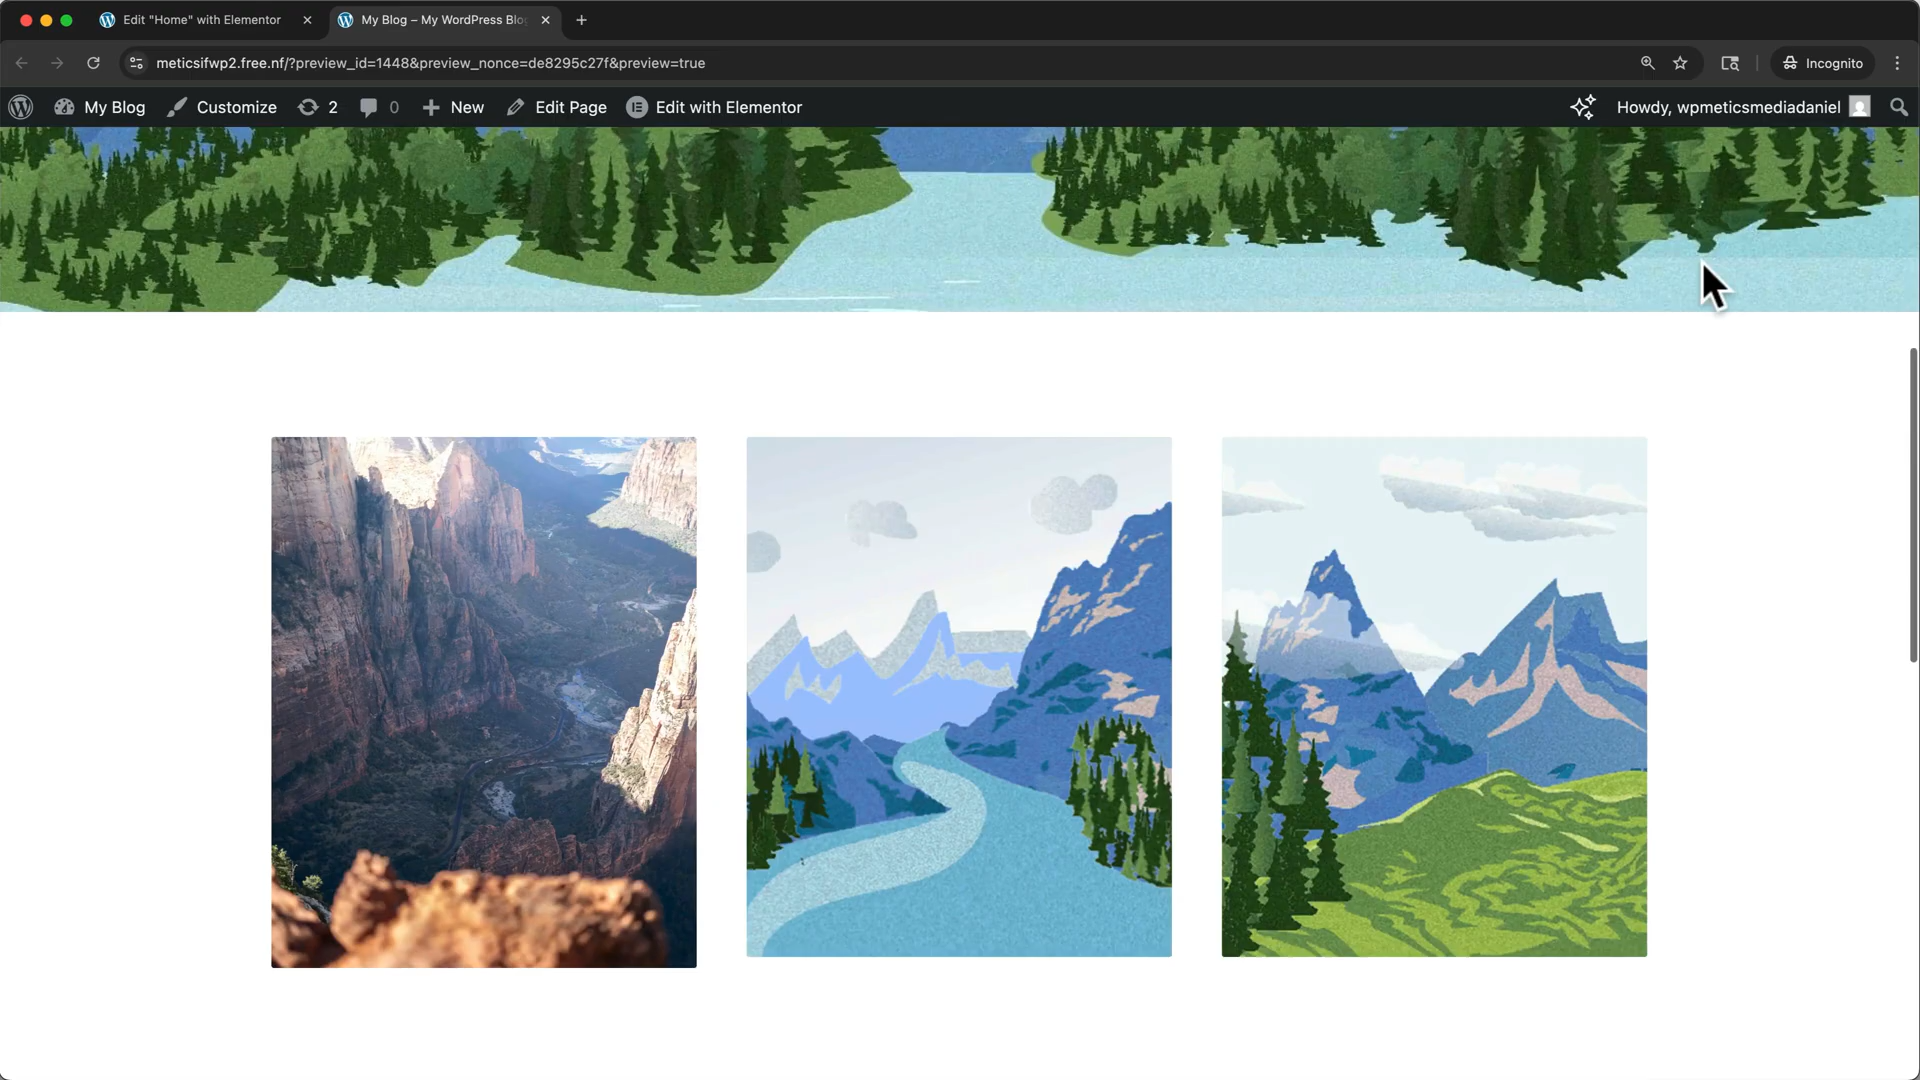 Edit "Home" with Elementor
My Blog – My WordPress Blo
meticsifwp2.free.nf/?preview_id=1448&preview_nonce=de8295c27f&preview=true
Incognito
My Blog
Customize
2
0
New
Edit Page
Edit with Elementor
Howdy, wpmeticsmediadaniel